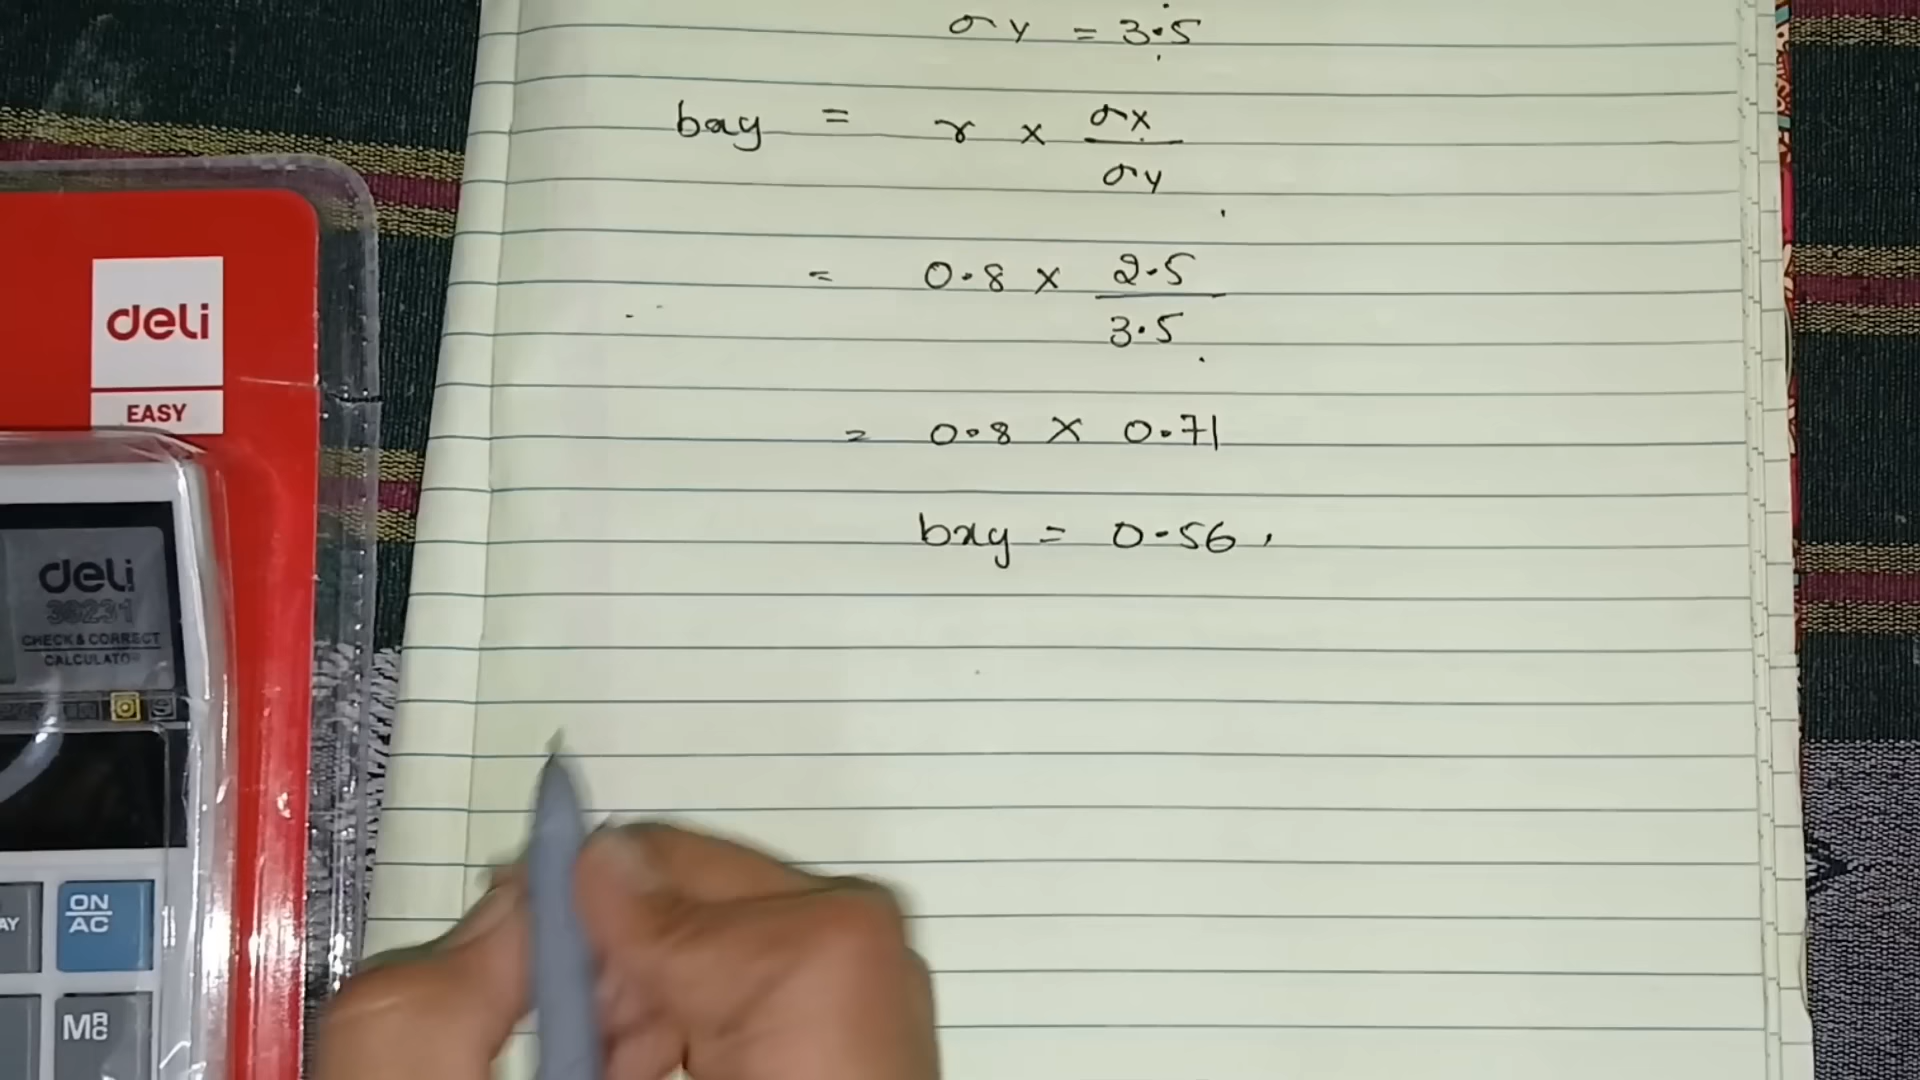 σy = 3.5
bxy = r × σx / σy
= 0.8 × 2.5 / 3.5
= 0.8 × 0.71
bxy = 0.56
deli
EASY
deli
39231
CHECK & CORRECT
CALCULATOR
ON
AC
MRC